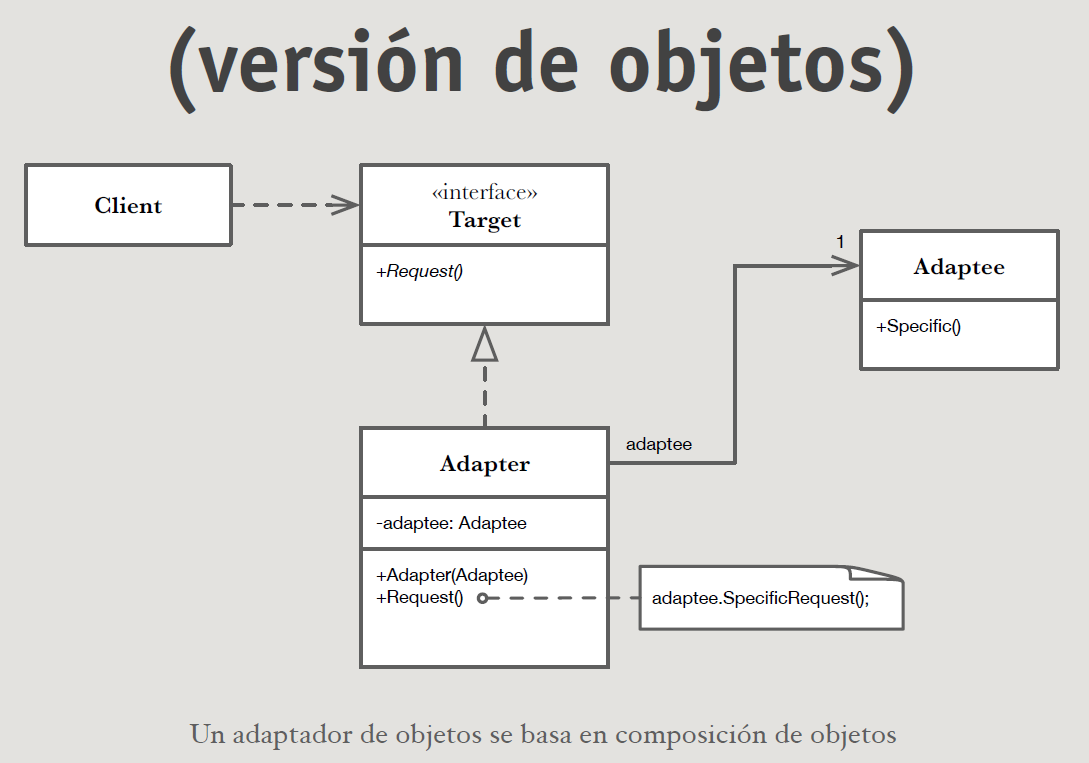 (versión de objetos)
Client
«interface»
Target
+Request()
1
Adaptee
+Specific()
Adapter
adaptee
-adaptee: Adaptee
+Adapter(Adaptee)
+Request()
adaptee.SpecificRequest();
Un adaptador de objetos se basa en composición de objetos